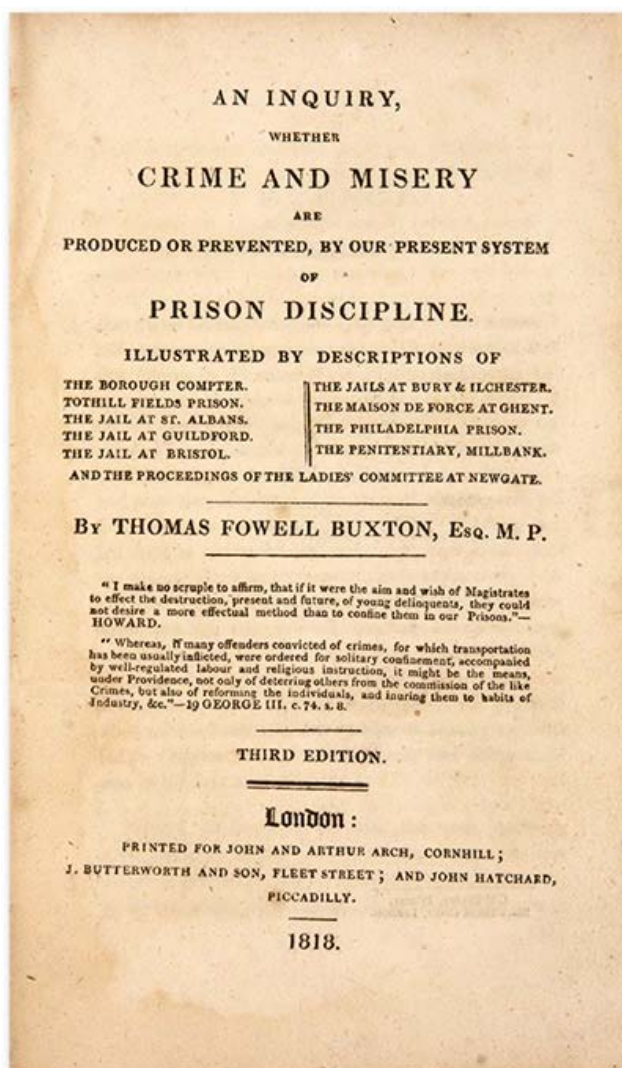 AN INQUIRY,
WHETHER
CRIME AND MISERY
ARE
PRODUCED OR PREVENTED, BY OUR PRESENT SYSTEM
OF
PRISON DISCIPLINE.
ILLUSTRATED BY DESCRIPTIONS OF
THE BOROUGH COMPTER.
TOTHILL FIELDS PRISON.
THE JAIL AT ST. ALBANS.
THE JAIL AT GUILDFORD.
THE JAIL AT BRISTOL.
THE JAILS AT BURY & ILCHESTER.
THE MAISON DE FORCE AT GHENT.
THE PHILADELPHIA PRISON.
THE PENITENTIARY, MILLBANK.
AND THE PROCEEDINGS OF THE LADIES' COMMITTEE AT NEWGATE.
BY THOMAS FOWELL BUXTON, ESQ. M. P.
" I make no scruple to affirm, that if it were the aim and wish of Magistrates
to effect the destruction, present and future, of young delinquents, they could
not desire a more effectual method than to confine them in our Prisons."—
HOWARD.
" Whereas, if many offenders convicted of crimes, for which transportation
has been usually inflicted, were ordered for solitary confinement, accompanied
by well-regulated labour and religious instruction, it might be the means,
under Providence, not only of deterring others from the commission of the like
Crimes, but also of reforming the individuals, and inuring them to habits of
Industry, &c."—19 GEORGE III. c. 74. s. 8.
THIRD EDITION.
London:
PRINTED FOR JOHN AND ARTHUR ARCH, CORNHILL;
J. BUTTERWORTH AND SON, FLEET STREET; AND JOHN HATCHARD,
PICCADILLY.
1818.